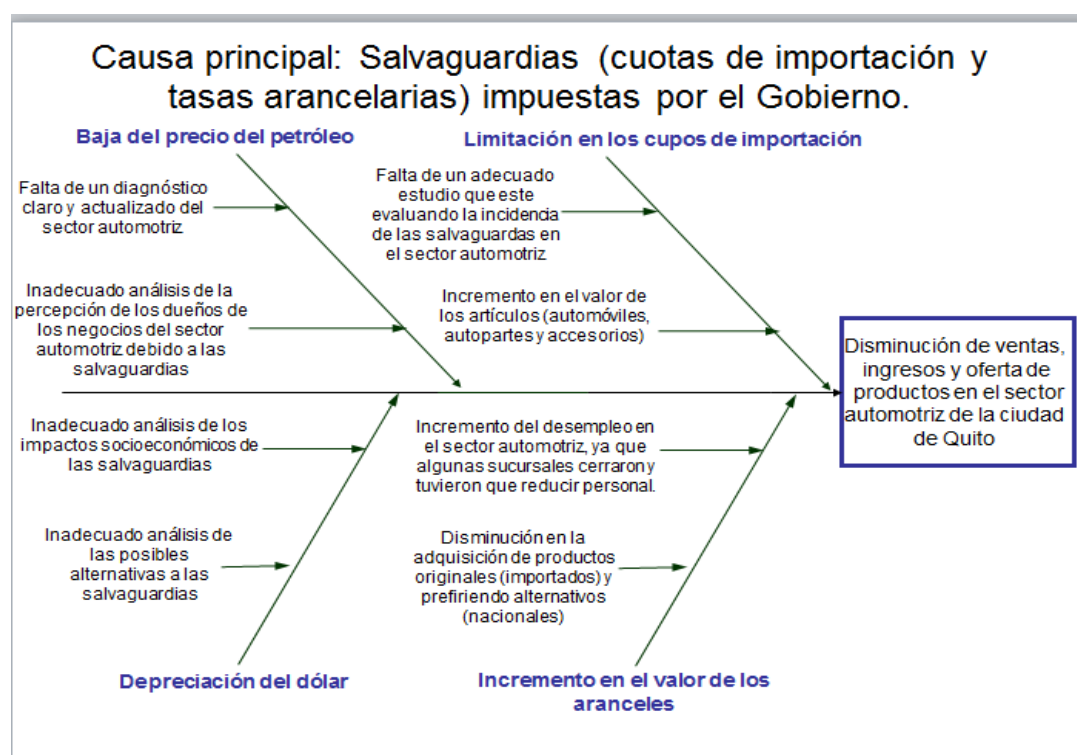 Causa principal: Salvaguardias (cuotas de importación y
tasas arancelarias) impuestas por el Gobierno.
Baja del precio del petróleo
Limitación en los cupos de importación
Falta de un diagnóstico
claro y actualizado del
sector automotriz
Falta de un adecuado
estudio que este
evaluando la incidencia
de las salvaguardas en
el sector automotriz
Inadecuado análisis de la
percepción de los dueños de
los negocios del sector
automotriz debido a las
salvaguardias
Incremento en el valor de
los artículos (automóviles,
autopartes y accesorios)
Disminución de ventas,
ingresos y oferta de
productos en el sector
automotriz de la ciudad
de Quito
Inadecuado análisis de los
impactos socioeconómicos de
las salvaguardias
Incremento del desempleo en
el sector automotriz, ya que
algunas sucursales cerraron y
tuvieron que reducir personal.
Inadecuado análisis de
las posibles
alternativas a las
salvaguardias
Disminución en la
adquisición de productos
originales (importados) y
prefiriendo alternativos
(nacionales)
Depreciación del dólar
Incremento en el valor de los
aranceles